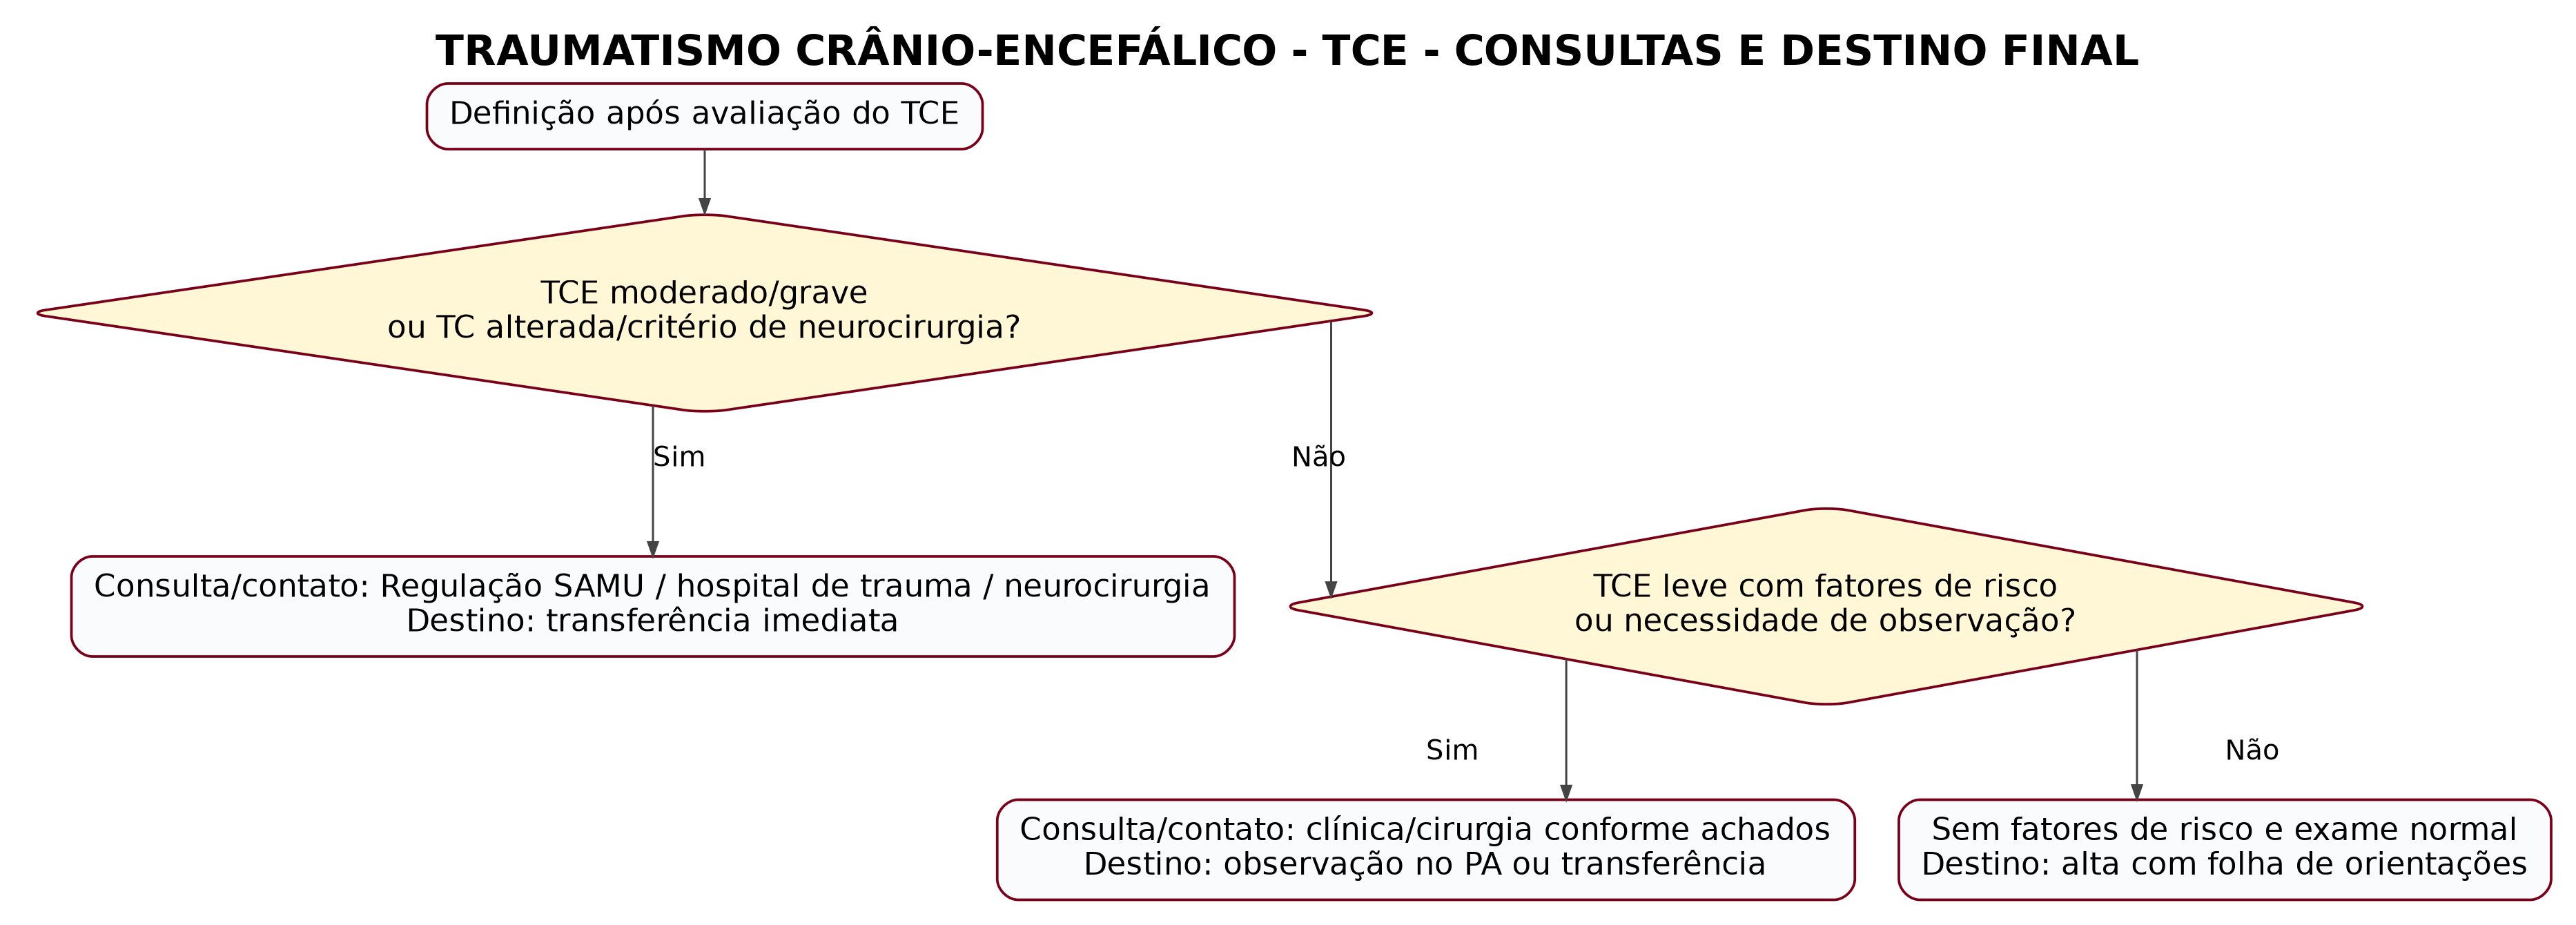 TRAUMATISMO CRÂNIO-ENCEFÁLICO - TCE - CONSULTAS E DESTINO FINAL
Definição após avaliação do TCE
TCE moderado/grave
ou TC alterada/critério de neurocirurgia?
Sim
Não
Consulta/contato: Regulação SAMU / hospital de trauma / neurocirurgia
Destino: transferência imediata
TCE leve com fatores de risco
ou necessidade de observação?
Sim
Não
Consulta/contato: clínica/cirurgia conforme achados
Destino: observação no PA ou transferência
Sem fatores de risco e exame normal
Destino: alta com folha de orientações